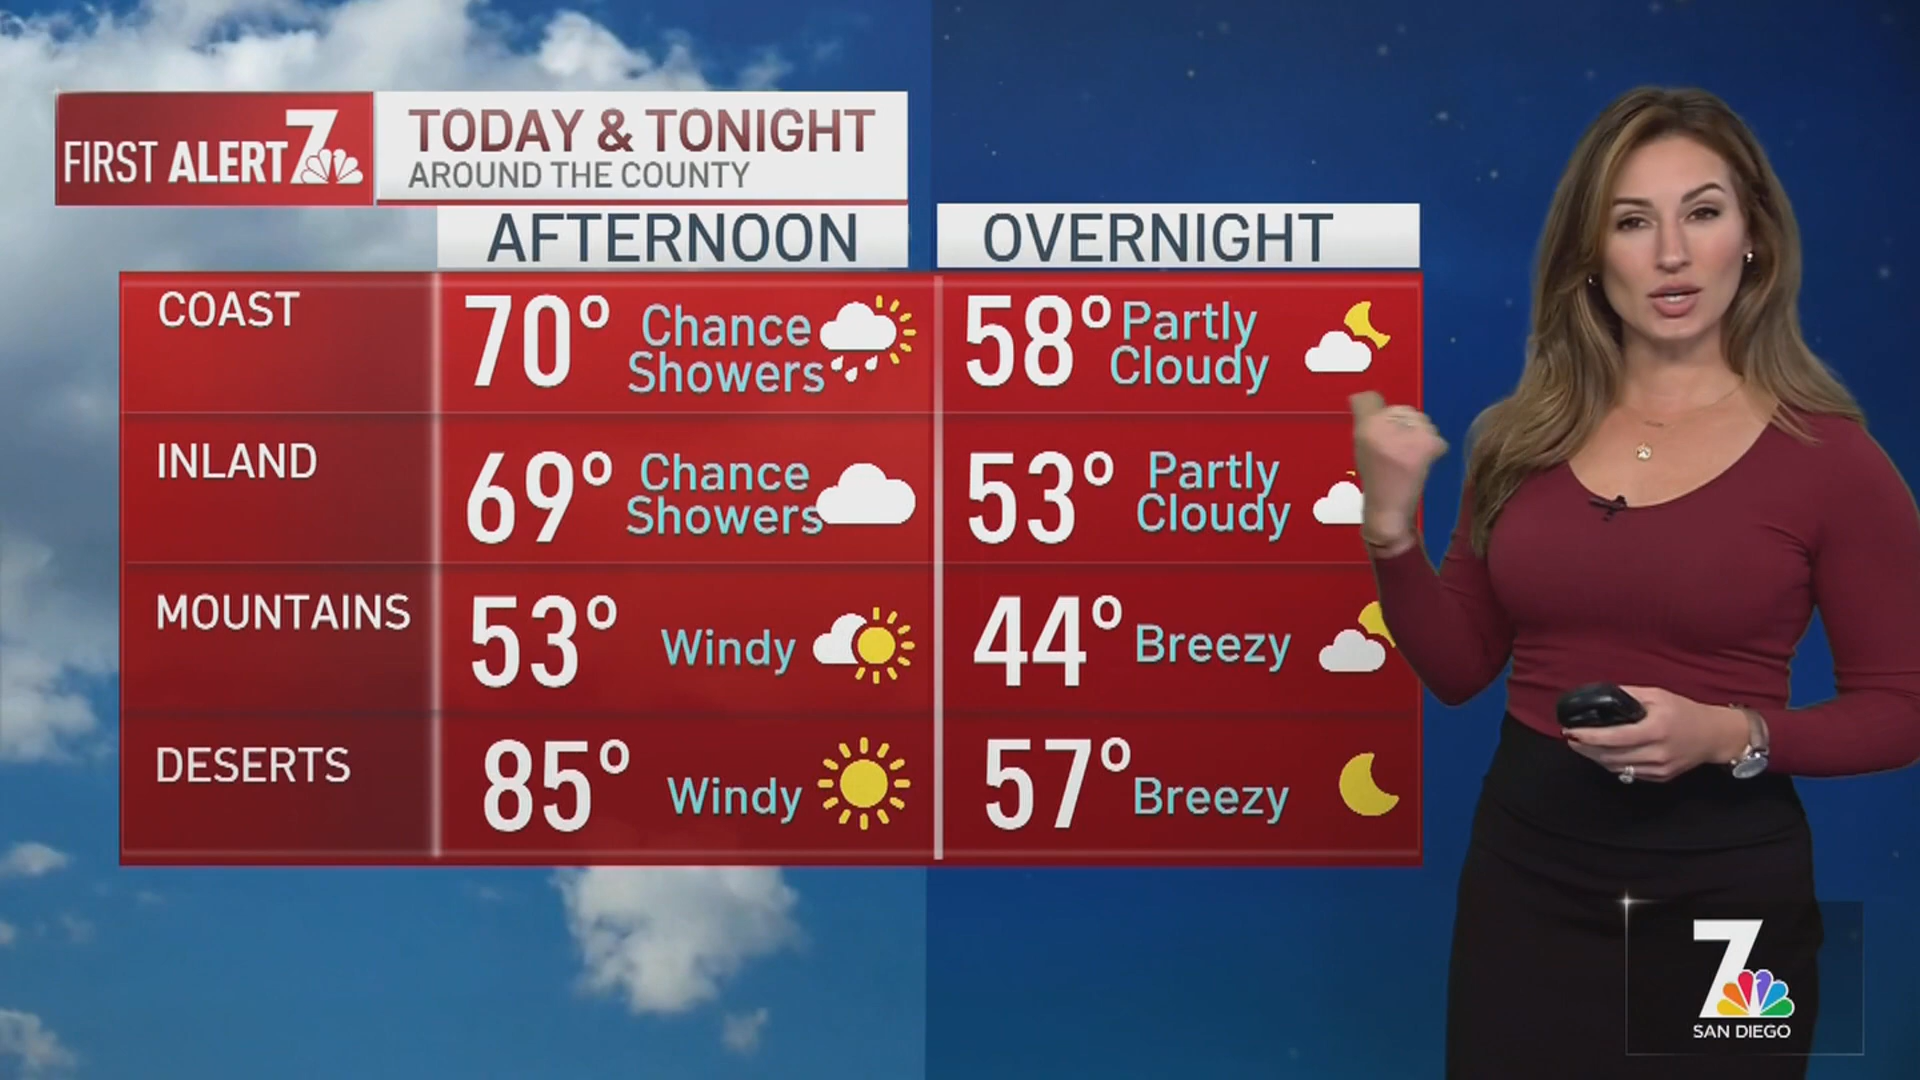 FIRST ALERT 7
TODAY & TONIGHT
AROUND THE COUNTY
AFTERNOON
OVERNIGHT
COAST
70° Chance
Showers
58° Partly
Cloudy
INLAND
69° Chance
Showers
53° Partly
Cloudy
MOUNTAINS
53° Windy
44° Breezy
DESERTS
85° Windy
57° Breezy
7
SAN DIEGO